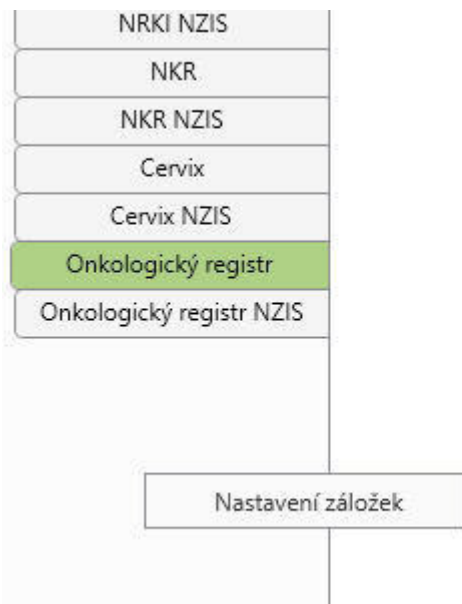 NRKI NZIS
NKR
NKR NZIS
Cervix
Cervix NZIS
Onkologický registr
Onkologický registr NZIS
Nastavení záložek